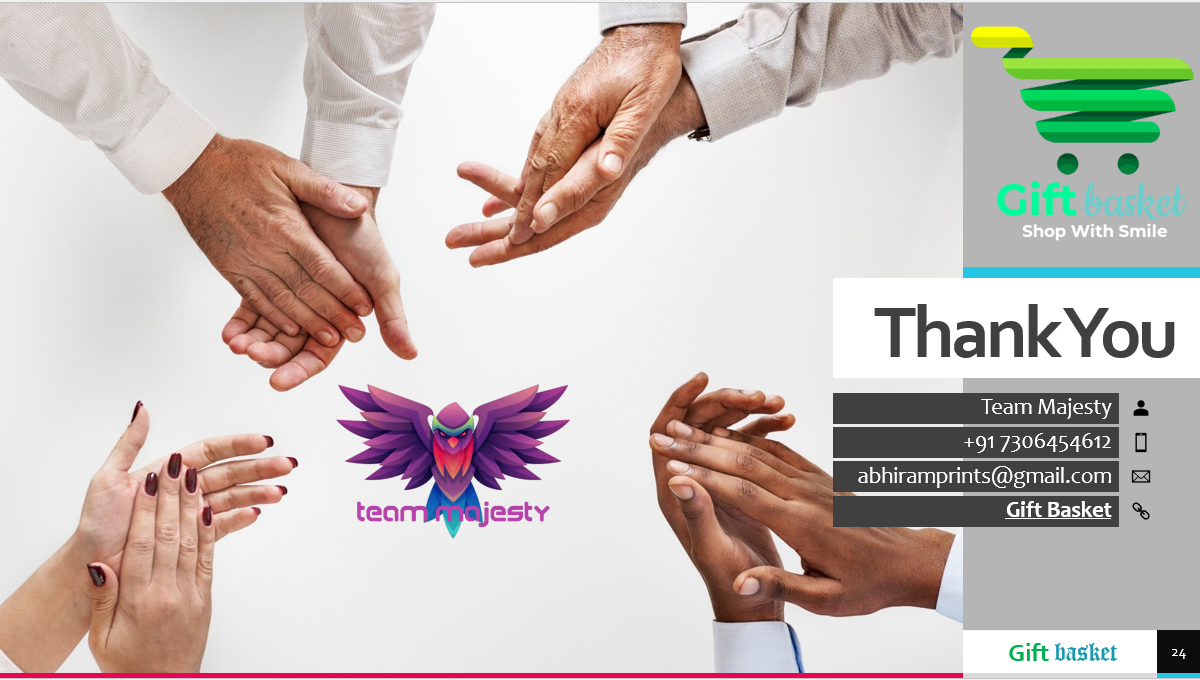 Gift basket
Shop With Smile
Thank You
Team Majesty
+91 7306454612
abhiramprints@gmail.com
Gift Basket
team majesty
Gift basket
24